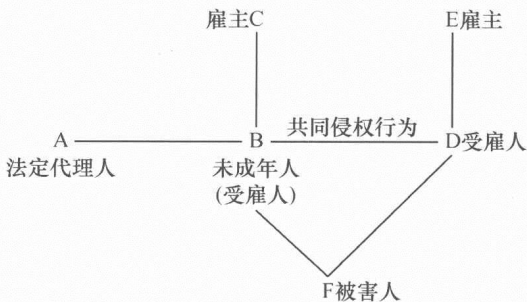 雇主C
E雇主
共同侵权行为
A
B
D受雇人
法定代理人
未成年人
(受雇人)
F被害人